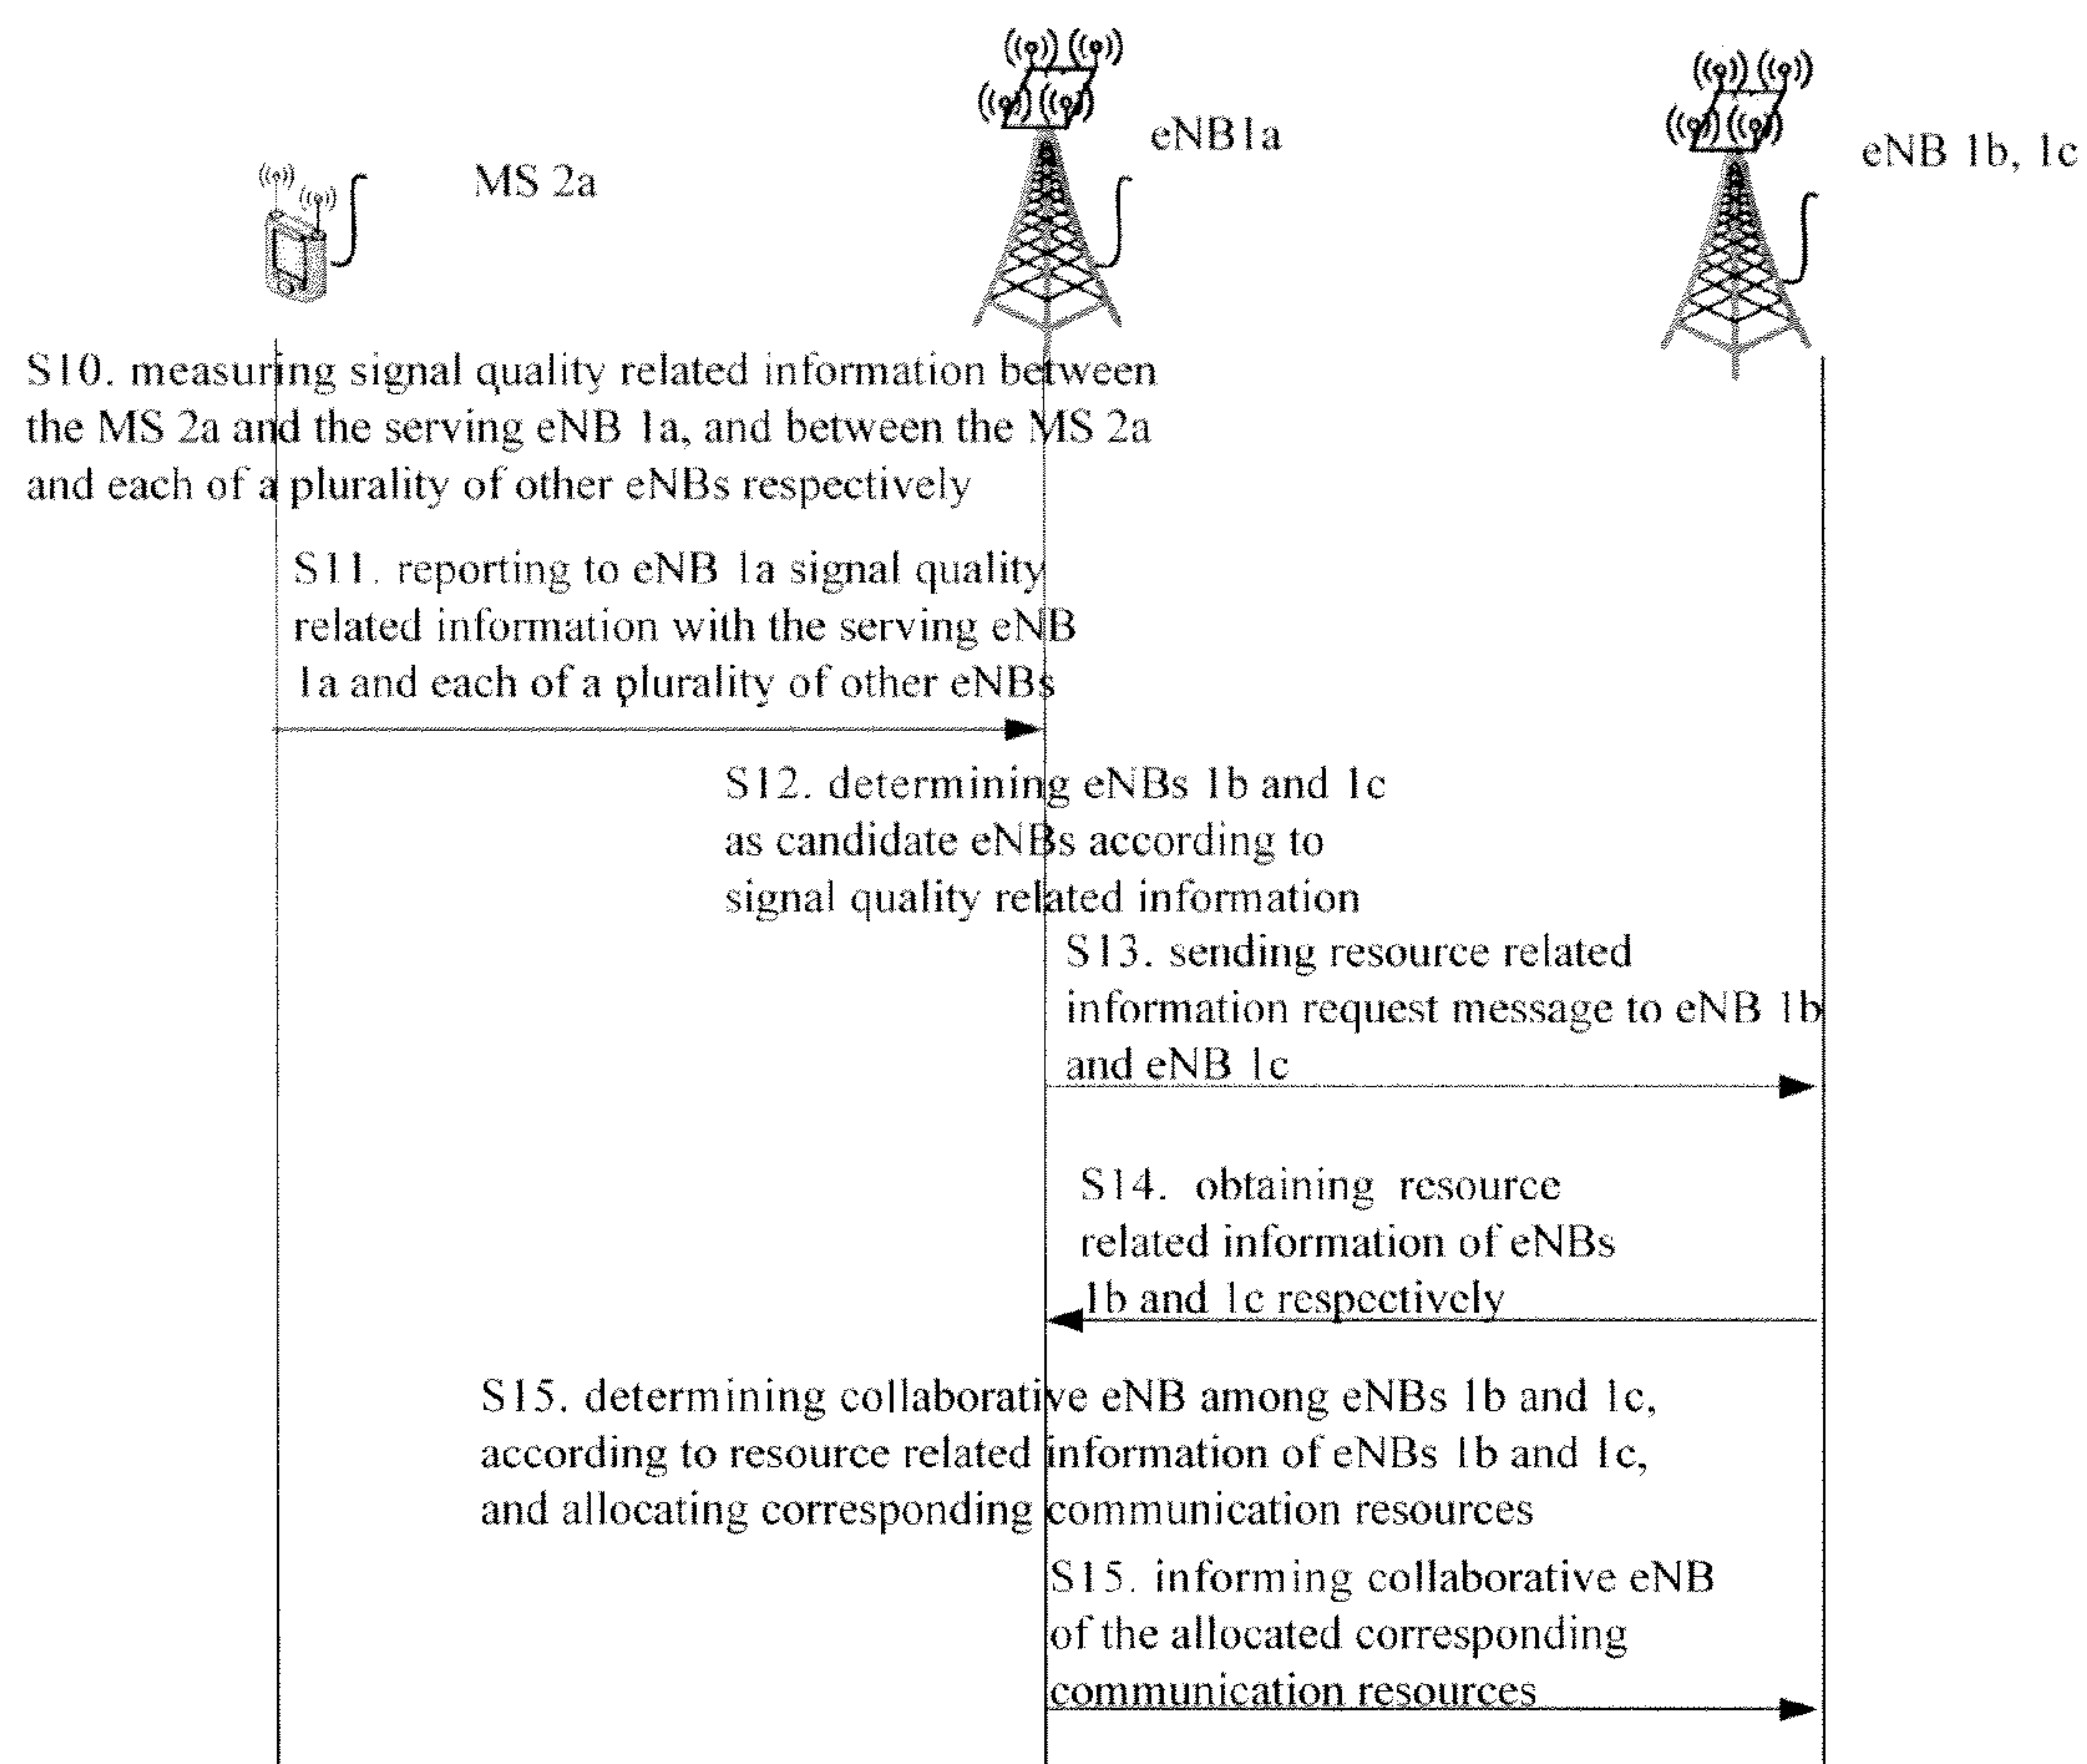 MS 2a
eNB1a
eNB 1b, 1c
S10. measuring signal quality related information between
the MS 2a and the serving eNB 1a, and between the MS 2a
and each of a plurality of other eNBs respectively
S11. reporting to eNB 1a signal quality
related information with the serving eNB
1a and each of a plurality of other eNBs
S12. determining eNBs 1b and 1c
as candidate eNBs according to
signal quality related information
S13. sending resource related
information request message to eNB 1b
and eNB 1c
S14. obtaining resource
related information of eNBs
1b and 1c respectively
S15. determining collaborative eNB among eNBs 1b and 1c,
according to resource related information of eNBs 1b and 1c,
and allocating corresponding communication resources
S15. informing collaborative eNB
of the allocated corresponding
communication resources